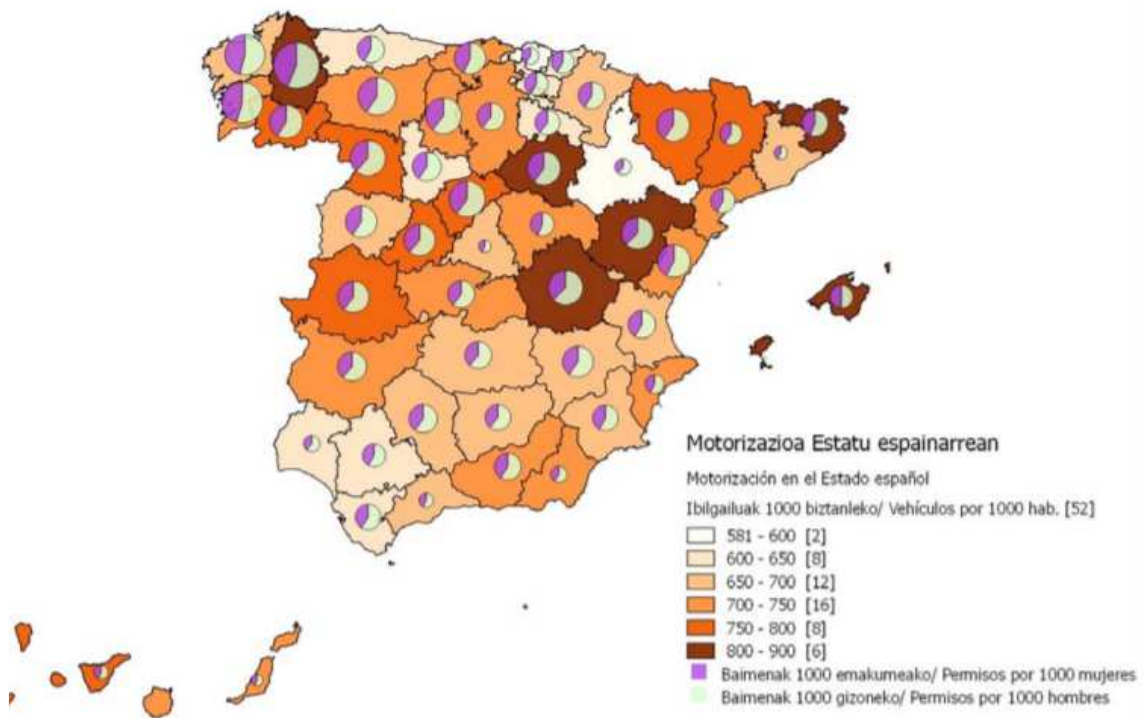 Motorizazioa Estatu espainarrean
Motorización en el Estado español
Ibilgailuak 1000 biztanleko/ Vehículos por 1000 hab. [52]
581 - 600 [2]
600 - 650 [8]
650 - 700 [12]
700 - 750 [16]
750 - 800 [8]
800 - 900 [6]
Baimenak 1000 emakumeako/ Permisos por 1000 mujeres
Baimenak 1000 gizoneko/ Permisos por 1000 hombres